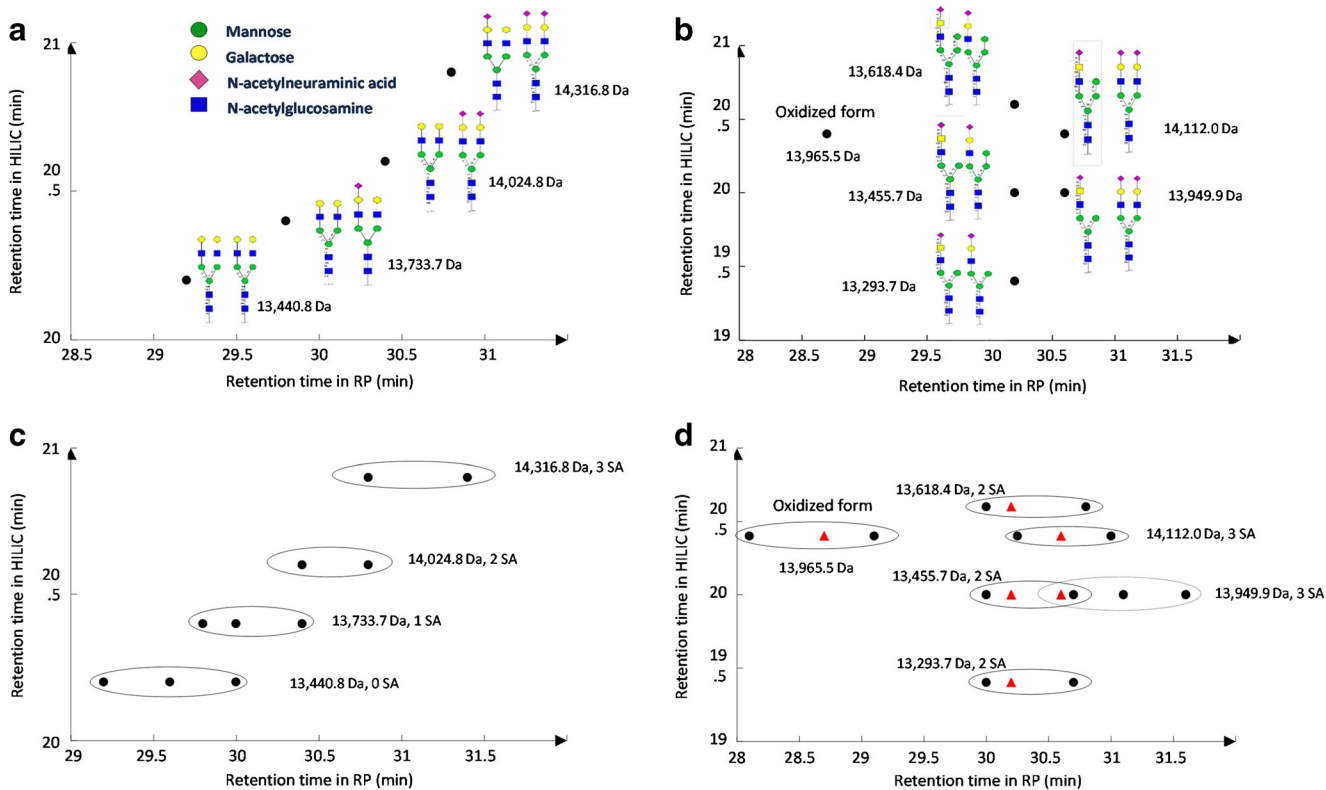 a
Mannose
Galactose
N-acetylneuraminic acid
N-acetylglucosamine
Retention time in HILIC (min)
21
20
.5
20
14,316.8 Da
14,024.8 Da
13,733.7 Da
13,440.8 Da
28.5 29 29.5 30 30.5 31
Retention time in RP (min)
b
Retention time in HILIC (min)
21
20
.5
20
19
.5
19
13,618.4 Da
Oxidized form
13,965.5 Da
14,112.0 Da
13,455.7 Da
13,949.9 Da
13,293.7 Da
28 28.5 29 29.5 30 30.5 31 31.5
Retention time in RP (min)
c
Retention time in HILIC (min)
21
20
.5
20
14,316.8 Da, 3 SA
14,024.8 Da, 2 SA
13,733.7 Da, 1 SA
13,440.8 Da, 0 SA
29 29.5 30 30.5 31 31.5
Retention time in RP (min)
d
Retention time in HILIC (min)
21
20
.5
20
19
.5
19
13,618.4 Da, 2 SA
Oxidized form
14,112.0 Da, 3 SA
13,965.5 Da
13,455.7 Da, 2 SA
13,949.9 Da, 3 SA
13,293.7 Da, 2 SA
28 28.5 29 29.5 30 30.5 31 31.5
Retention time in RP (min)